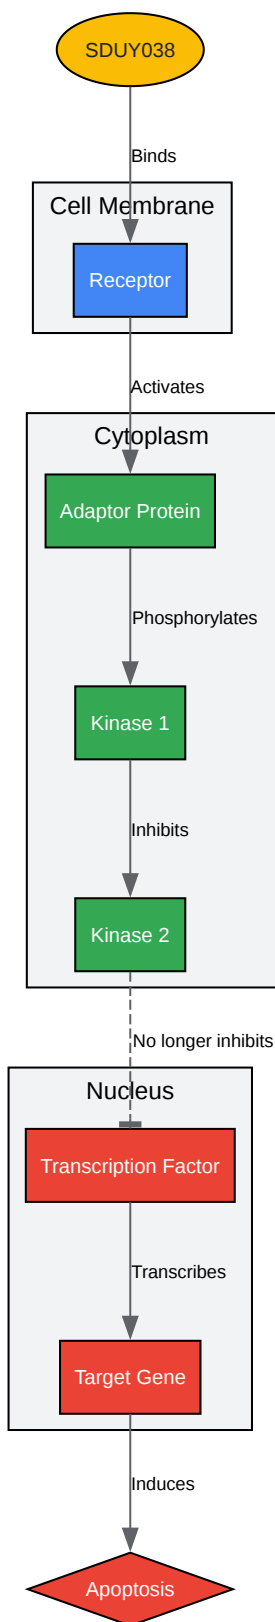 SDUY038
Binds
Cell Membrane
Receptor
Activates
Cytoplasm
Adaptor Protein
Phosphorylates
Kinase 1
Inhibits
Kinase 2
No longer inhibits
Nucleus
Transcription Factor
Transcribes
Target Gene
Induces
Apoptosis